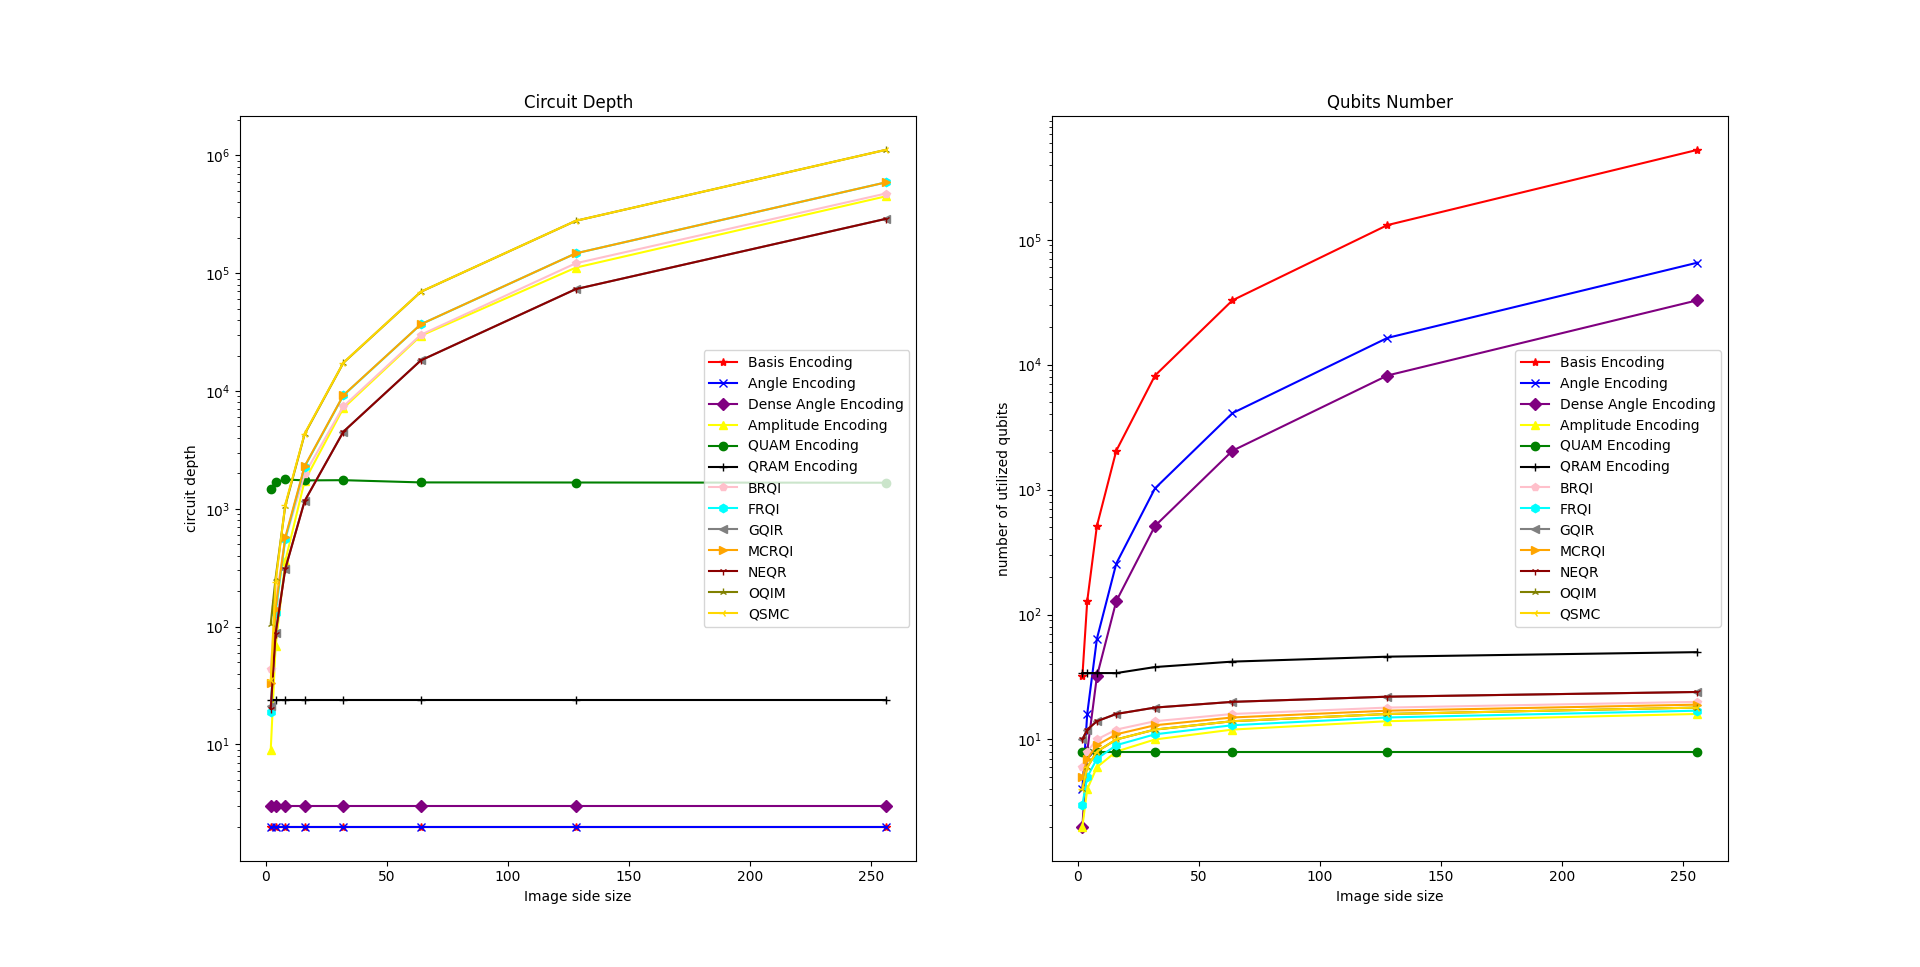 Circuit Depth
circuit depth
10^6
10^5
10^4
10^3
10^2
10^1
0 50 100 150 200 250
Image side size
Basis Encoding
Angle Encoding
Dense Angle Encoding
Amplitude Encoding
QUAM Encoding
QRAM Encoding
BRQI
FRQI
GQIR
MCRQI
NEQR
OQIM
QSMC
Qubits Number
number of utilized qubits
10^5
10^4
10^3
10^2
10^1
0 50 100 150 200 250
Image side size
Basis Encoding
Angle Encoding
Dense Angle Encoding
Amplitude Encoding
QUAM Encoding
QRAM Encoding
BRQI
FRQI
GQIR
MCRQI
NEQR
OQIM
QSMC